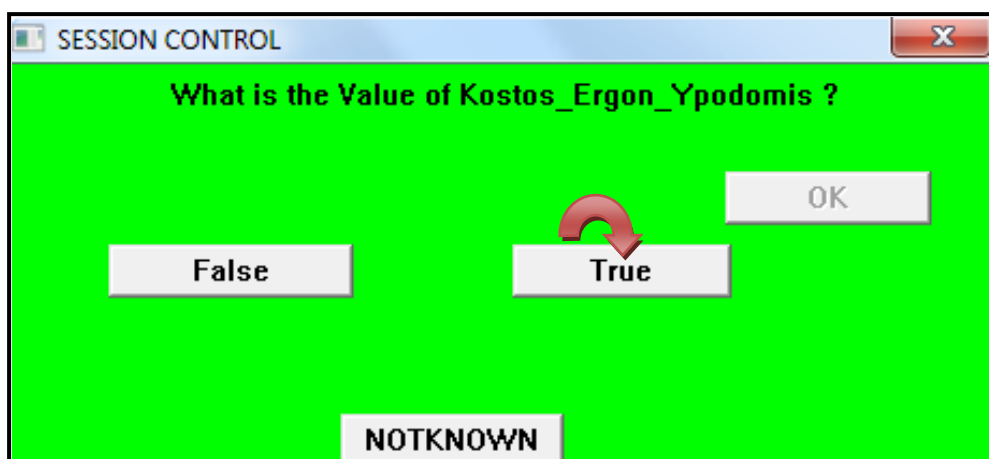 SESSION CONTROL
What is the Value of Kostos_Ergon_Ypodomis ?
OK
False
True
NOTKNOWN